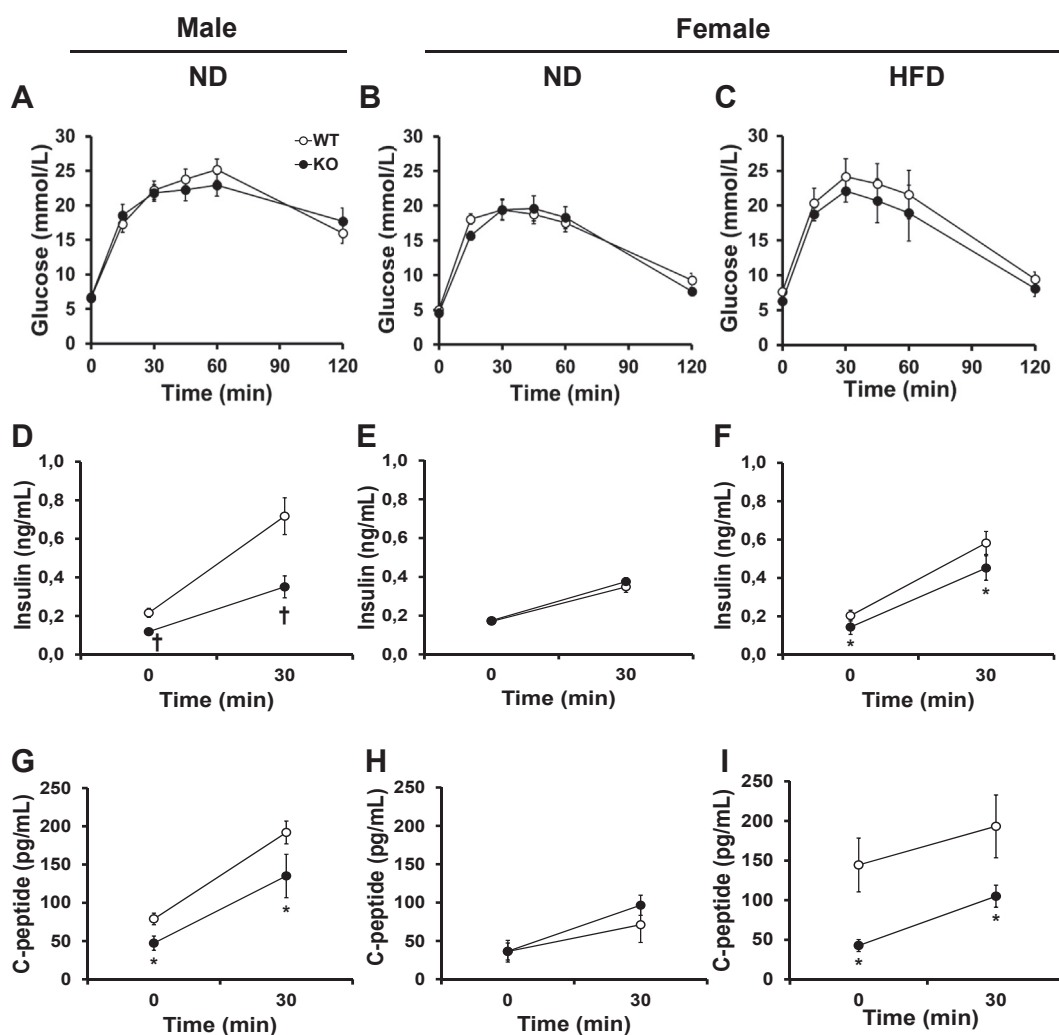 Male
Female
ND
ND
HFD
A
B
C
Glucose (mmol/L)
30
25
20
15
10
5
0
0
30
60
90
120
Time (min)
WT
KO
Glucose (mmol/L)
30
25
20
15
10
5
0
0
30
60
90
120
Time (min)
Glucose (mmol/L)
30
25
20
15
10
5
0
0
30
60
90
120
Time (min)
D
E
F
Insulin (ng/mL)
1,0
0,8
0,6
0,4
0,2
0,0
†
†
0
30
Time (min)
Insulin (ng/mL)
1,0
0,8
0,6
0,4
0,2
0,0
0
30
Time (min)
Insulin (ng/mL)
1,0
0,8
0,6
0,4
0,2
0,0
*
*
0
30
Time (min)
G
H
I
C-peptide (pg/mL)
250
200
150
100
50
0
*
*
0
30
Time (min)
C-peptide (pg/mL)
250
200
150
100
50
0
0
30
Time (min)
C-peptide (pg/mL)
250
200
150
100
50
0
*
*
0
30
Time (min)